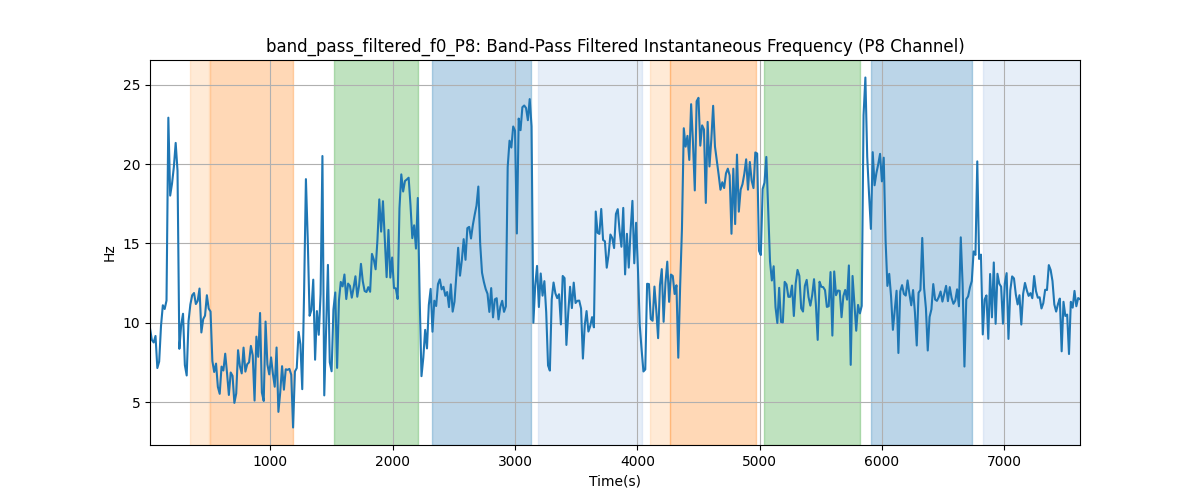 band_pass_filtered_f0_P8: Band-Pass Filtered Instantaneous Frequency (P8 Channel)
25
20
15
10
5
Hz
1000 2000 3000 4000 5000 6000 7000
Time(s)